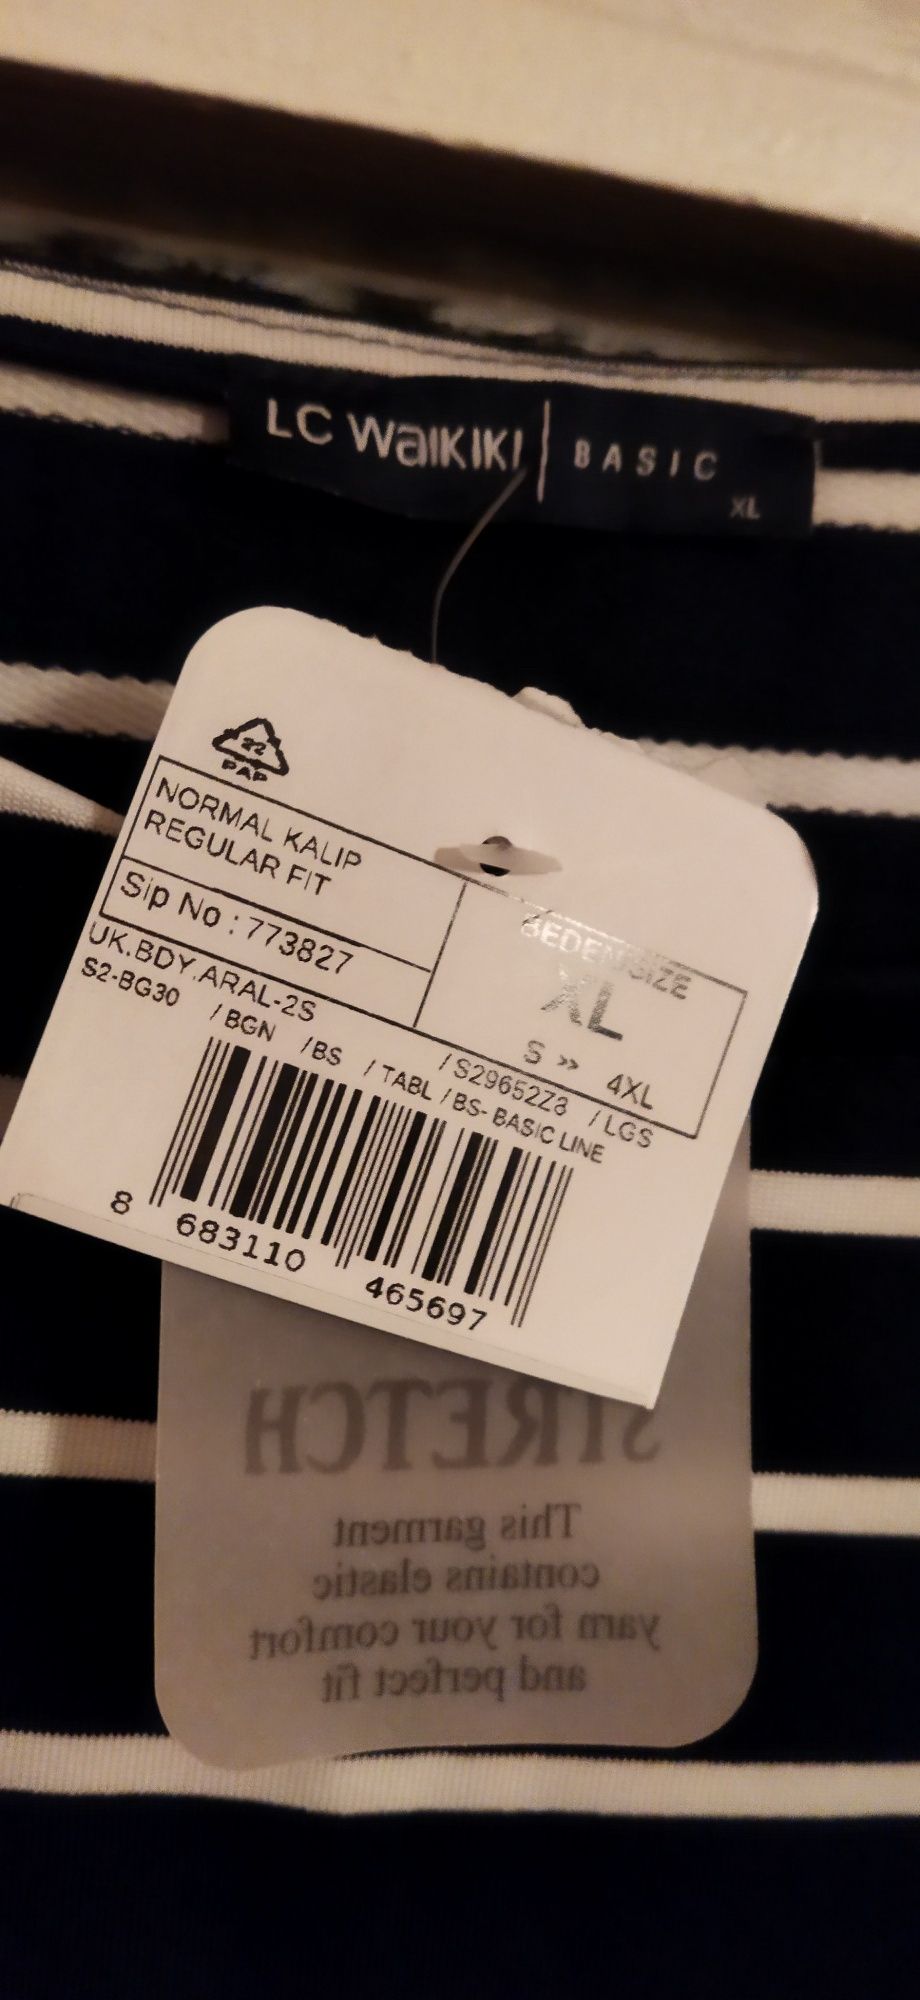 LC WAIKIKI | BASIC
XL
22
PAP
NORMAL KALIP
REGULAR FIT
BEDEN/SIZE
XL
S >> 4XL
Sip No : 773827
UK.BDY.ARAL-2S / S29652Z8 / LGS
S2-BG30 / BGN / BS / TABL / BS- BASIC LINE
8 683110 465697
STRETCH
This garment
contains elastic
yarn for your comfort
and perfect fit